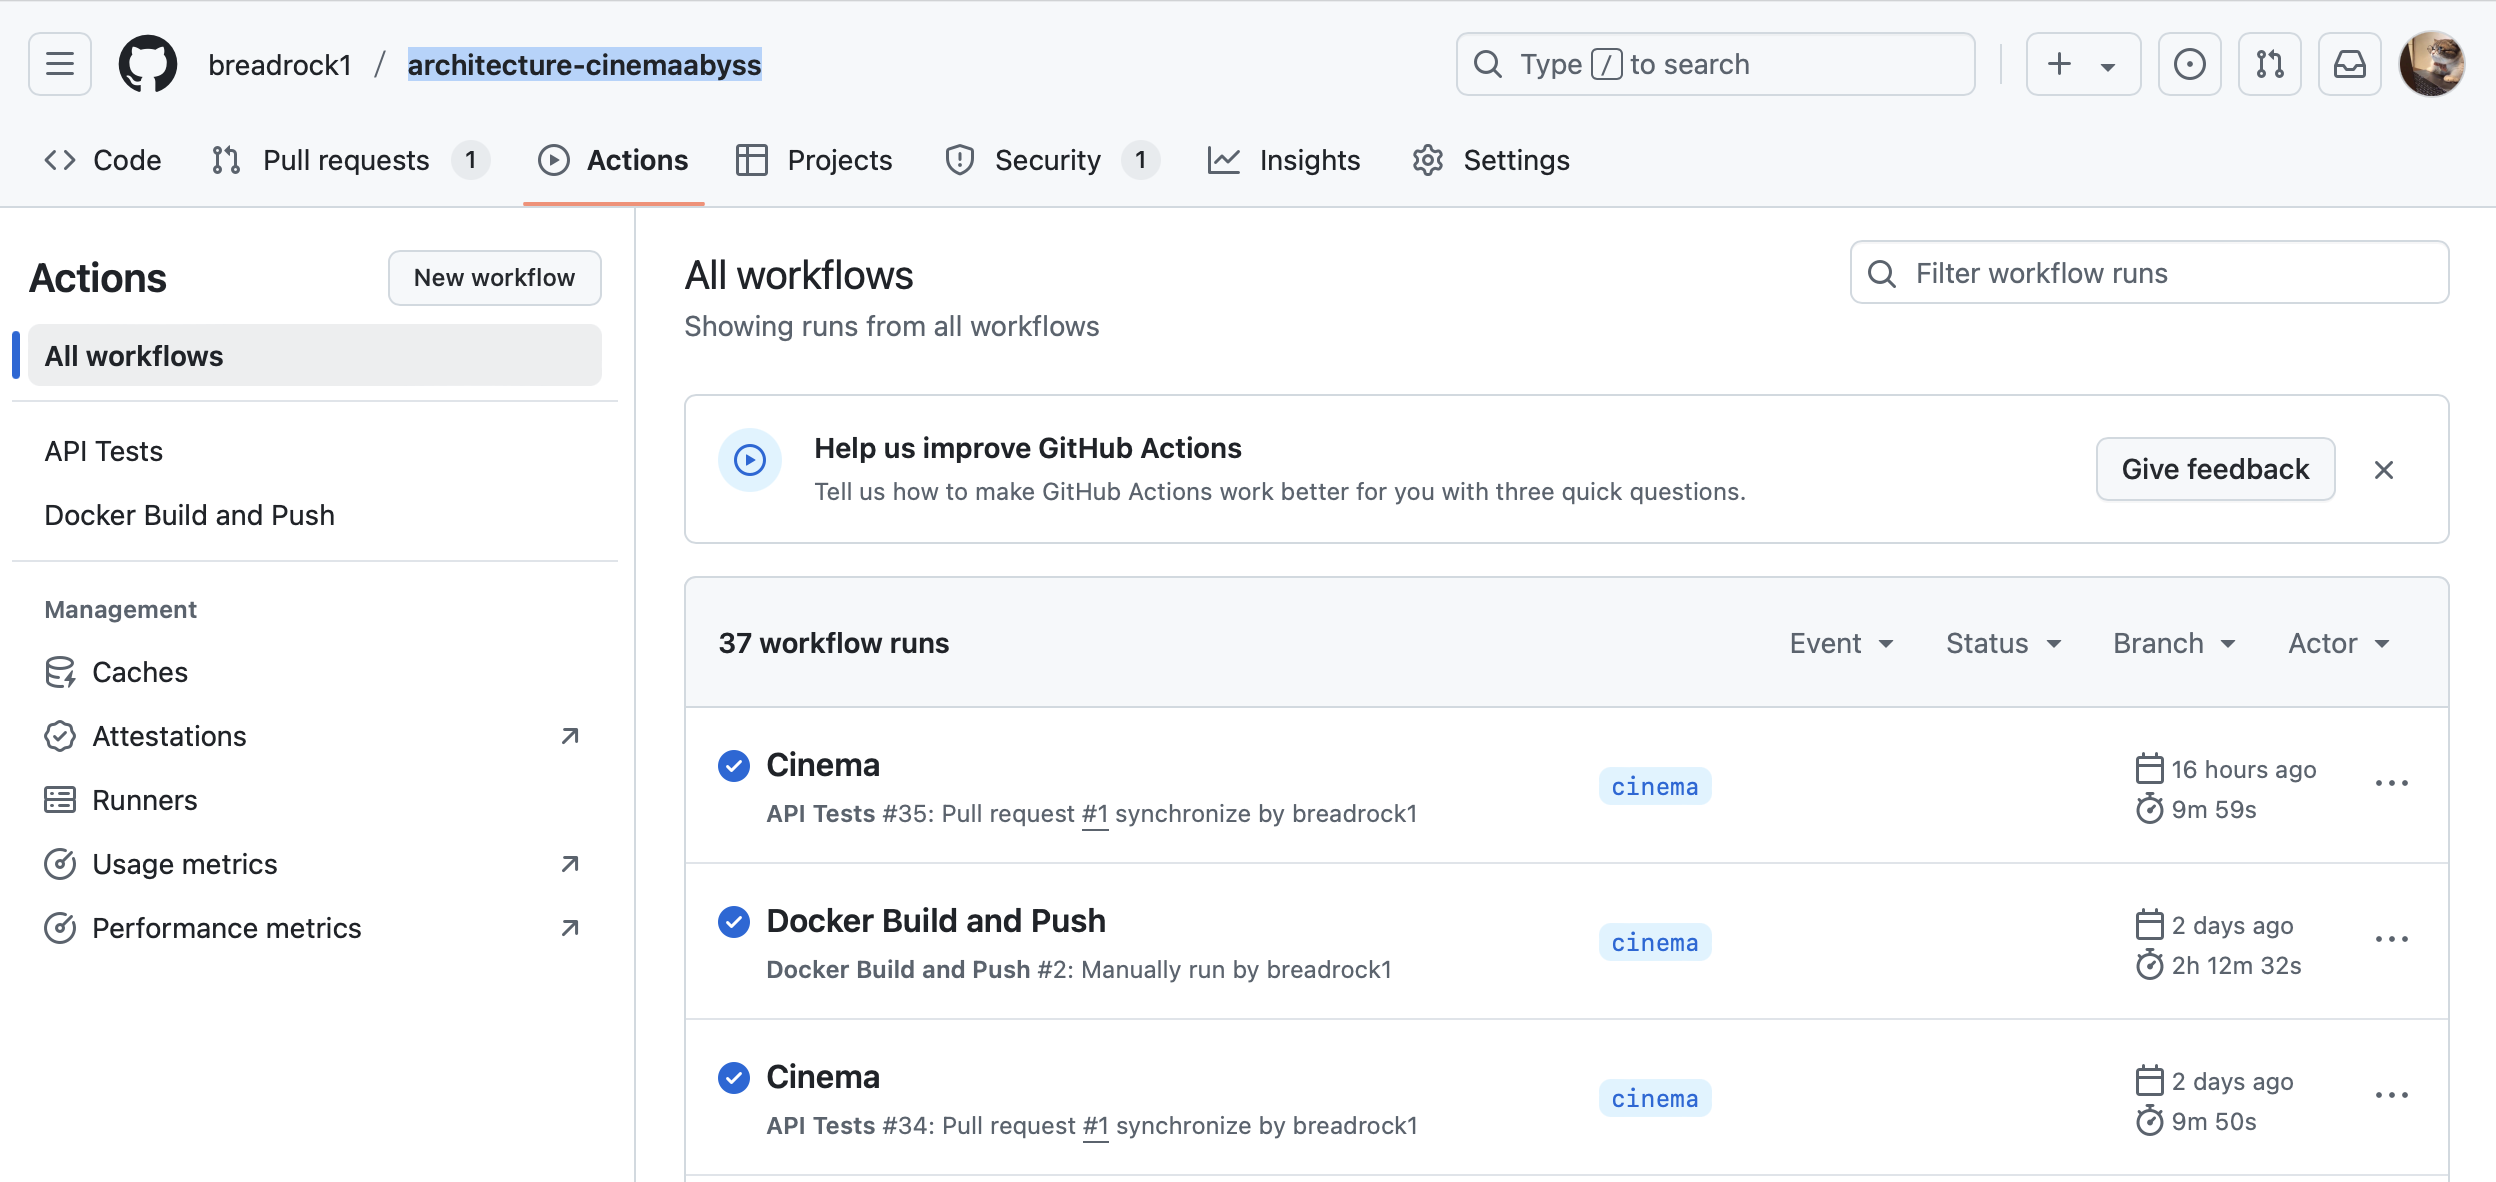 breadrock1 / architecture-cinemaabyss
Type / to search
Code
Pull requests 1
Actions
Projects
Security 1
Insights
Settings
Actions
New workflow
All workflows
API Tests
Docker Build and Push
Management
Caches
Attestations
Runners
Usage metrics
Performance metrics
All workflows
Showing runs from all workflows
Filter workflow runs
Help us improve GitHub Actions
Tell us how to make GitHub Actions work better for you with three quick questions.
Give feedback
37 workflow runs
Event
Status
Branch
Actor
Cinema
API Tests #35: Pull request #1 synchronize by breadrock1
cinema
16 hours ago
9m 59s
Docker Build and Push
Docker Build and Push #2: Manually run by breadrock1
cinema
2 days ago
2h 12m 32s
Cinema
API Tests #34: Pull request #1 synchronize by breadrock1
cinema
2 days ago
9m 50s